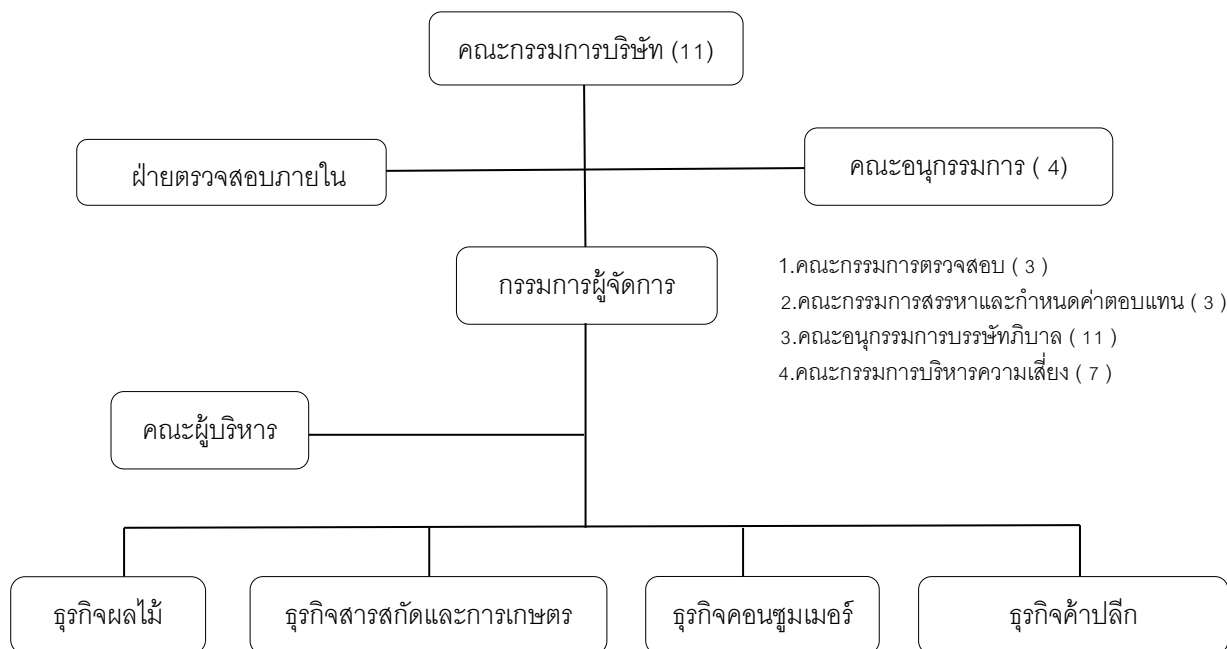 คณะกรรมการบริษัท (11)
ฝ่ายตรวจสอบภายใน
คณะอนุกรรมการ ( 4)
กรรมการผู้จัดการ
1.คณะกรรมการตรวจสอบ ( 3 )
2.คณะกรรมการสรรหาและกำหนดค่าตอบแทน ( 3 )
3.คณะอนุกรรมการบรรษัทภิบาล ( 11 )
4.คณะกรรมการบริหารความเสี่ยง ( 7 )
คณะผู้บริหาร
ธุรกิจผลไม้
ธุรกิจสารสกัดและการเกษตร
ธุรกิจคอนซูมเมอร์
ธุรกิจค้าปลีก